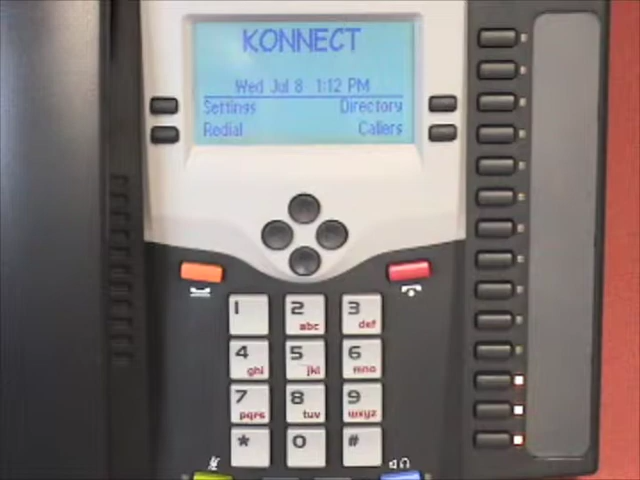 KONNECT
Wed Jul 8 1:12 PM
Settings Directory
Redial Callers
1 2 abc 3 def
4 ghi 5 jkl 6 mno
7 pqrs 8 tuv 9 wxyz
* 0 #